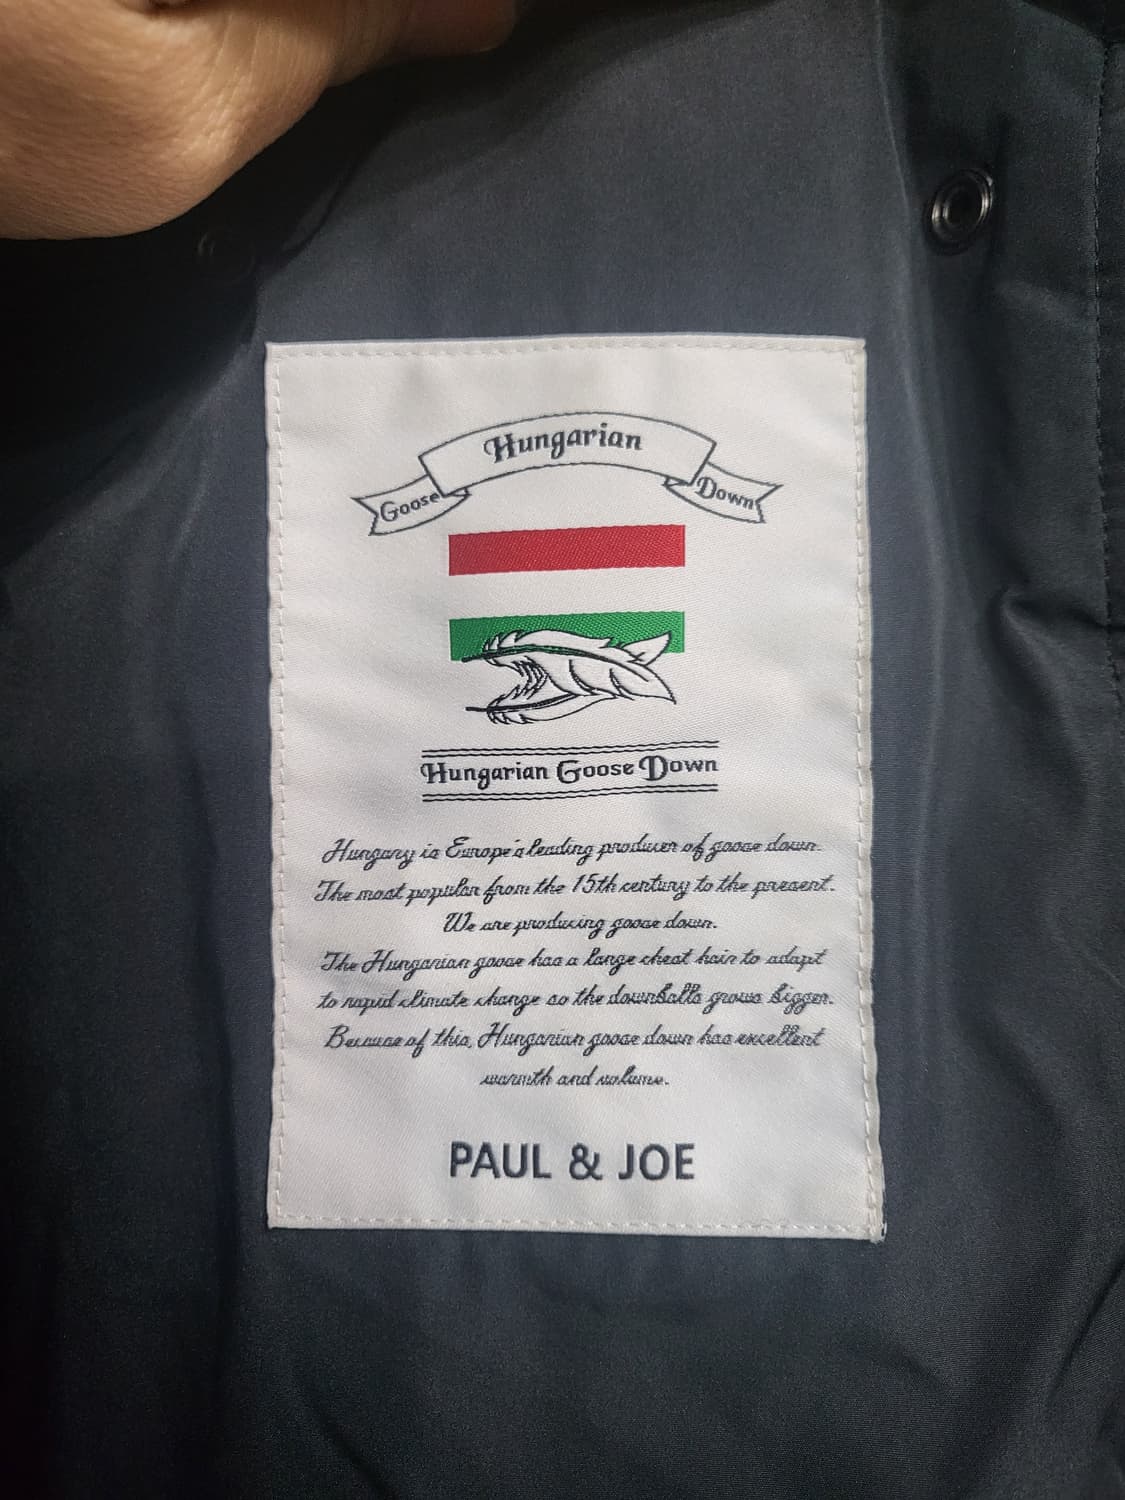 Goose Hungarian Down
Hungarian Goose Down
Hungary is Europe's leading producer of goose down.
The most popular from the 15th century to the present.
We are producing goose down.
The Hungarian goose has a large chest hair to adapt
to rapid climate change so the downballs grows bigger.
Because of this, Hungarian goose down has excellent
warmth and volume.
PAUL & JOE